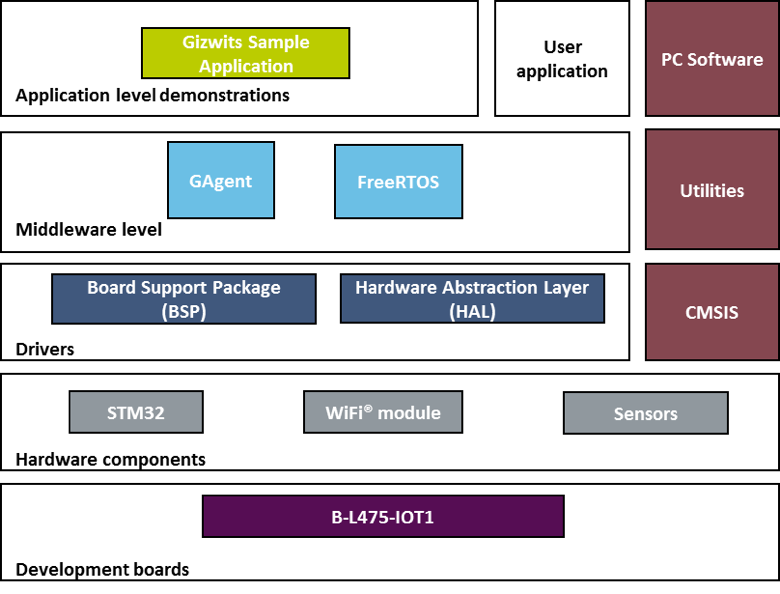 Gizwits Sample
Application
Application level demonstrations
User
application
PC Software
GAgent
FreeRTOS
Middleware level
Utilities
Board Support Package
(BSP)
Hardware Abstraction Layer
(HAL)
Drivers
CMSIS
STM32
WiFi® module
Sensors
Hardware components
B-L475-IOT1
Development boards